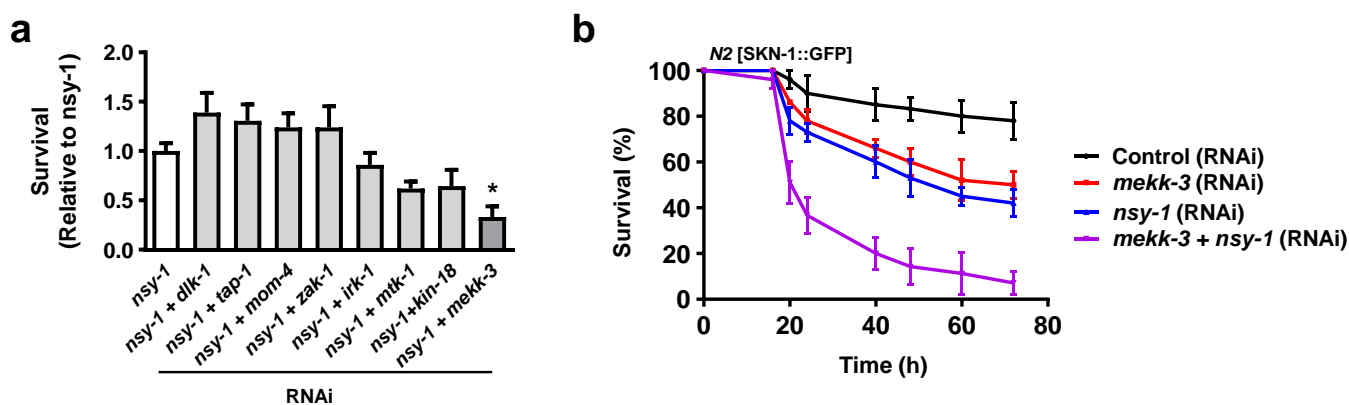 a
Survival
(Relative to nsy-1)
2.0
1.5
1.0
0.5
0.0
*
nsy-1
nsy-1 + dlk-1
nsy-1 + tap-1
nsy-1 + mom-4
nsy-1 + zak-1
nsy-1 + irk-1
nsy-1 + mtk-1
nsy-1+kin-18
nsy-1 + mekk-3
RNAi
b
N2 [SKN-1::GFP]
Survival (%)
100
80
60
40
20
0
0 20 40 60 80
Time (h)
Control (RNAi)
mekk-3 (RNAi)
nsy-1 (RNAi)
mekk-3 + nsy-1 (RNAi)